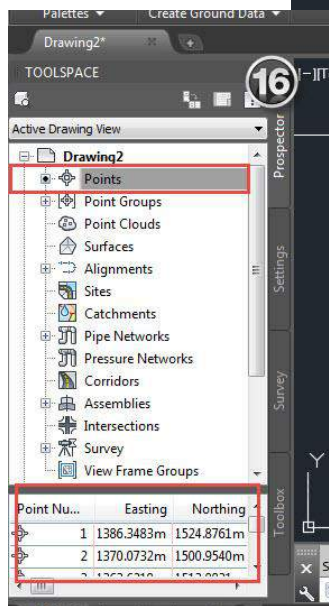 Palettes Create Ground Data
Drawing2*
TOOLSPACE
16
Active Drawing View
Drawing2
Points
Point Groups
Point Clouds
Surfaces
Alignments
Sites
Catchments
Pipe Networks
Pressure Networks
Corridors
Assemblies
Intersections
Survey
View Frame Groups
Prospector
Settings
Survey
Toolbox
Point Nu... Easting Northing
1 1386.3483m 1524.8761m
2 1370.0732m 1500.9540m
Y